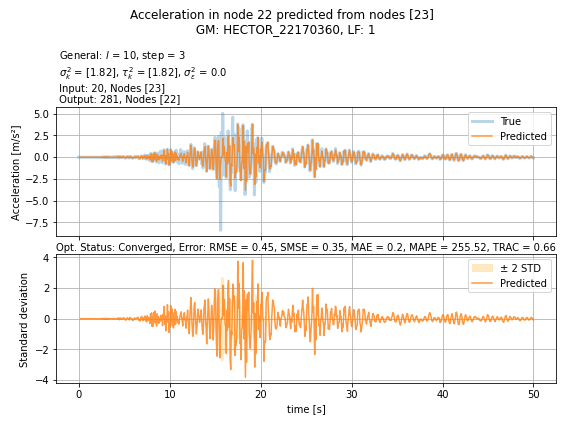 Acceleration in node 22 predicted from nodes [23]
GM: HECTOR_22170360, LF: 1
General: l = 10, step = 3
σ²ₖ = [1.82], τ²ₖ = [1.82], σ²ε = 0.0
Input: 20, Nodes [23]
Output: 281, Nodes [22]
Acceleration [m/s²]
5.0
2.5
0.0
−2.5
−5.0
−7.5
True
Predicted
Opt. Status: Converged, Error: RMSE = 0.45, SMSE = 0.35, MAE = 0.2, MAPE = 255.52, TRAC = 0.66
Standard deviation
4
2
0
−2
−4
± 2 STD
Predicted
0 10 20 30 40 50
time [s]